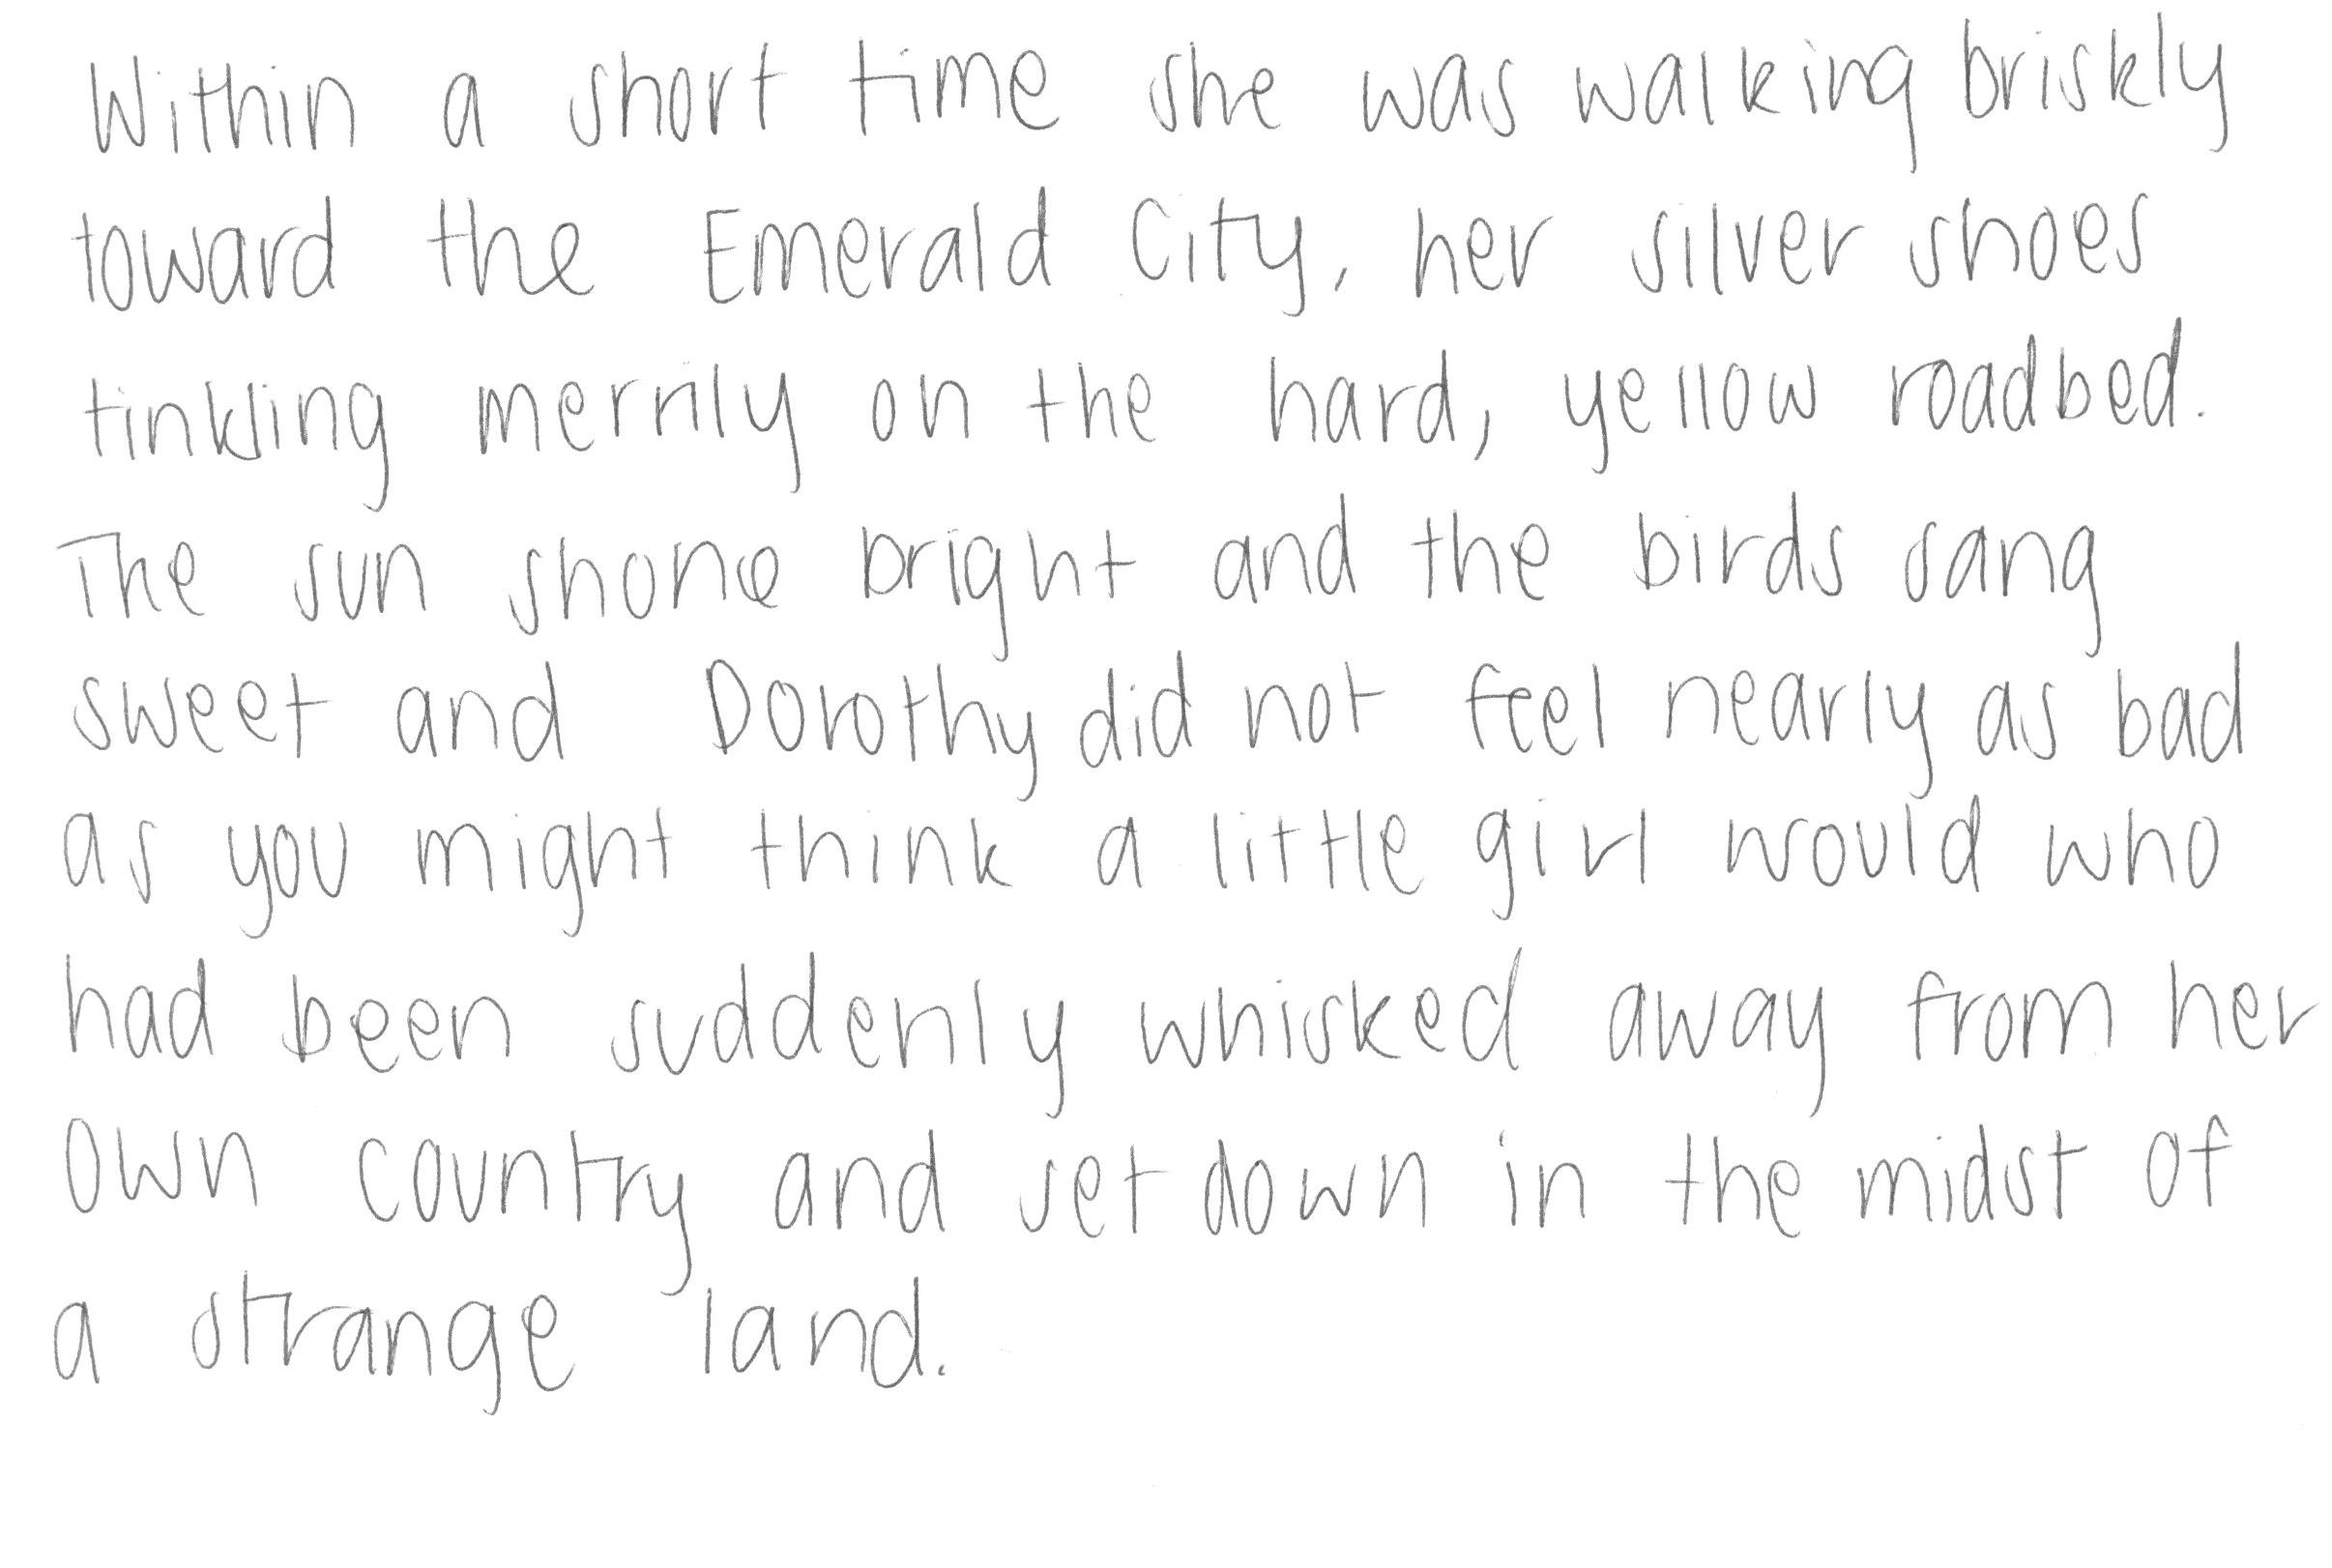 Within a short time she was walking briskly
toward the Emerald City, her silver shoes
tinkling merrily on the hard, yellow roadbed.
The sun shone bright and the birds sang
sweet and Dorothy did not feel nearly as bad
as you might think a little girl would who
had been suddenly whisked away from her
own country and set down in the midst of
a strange land.